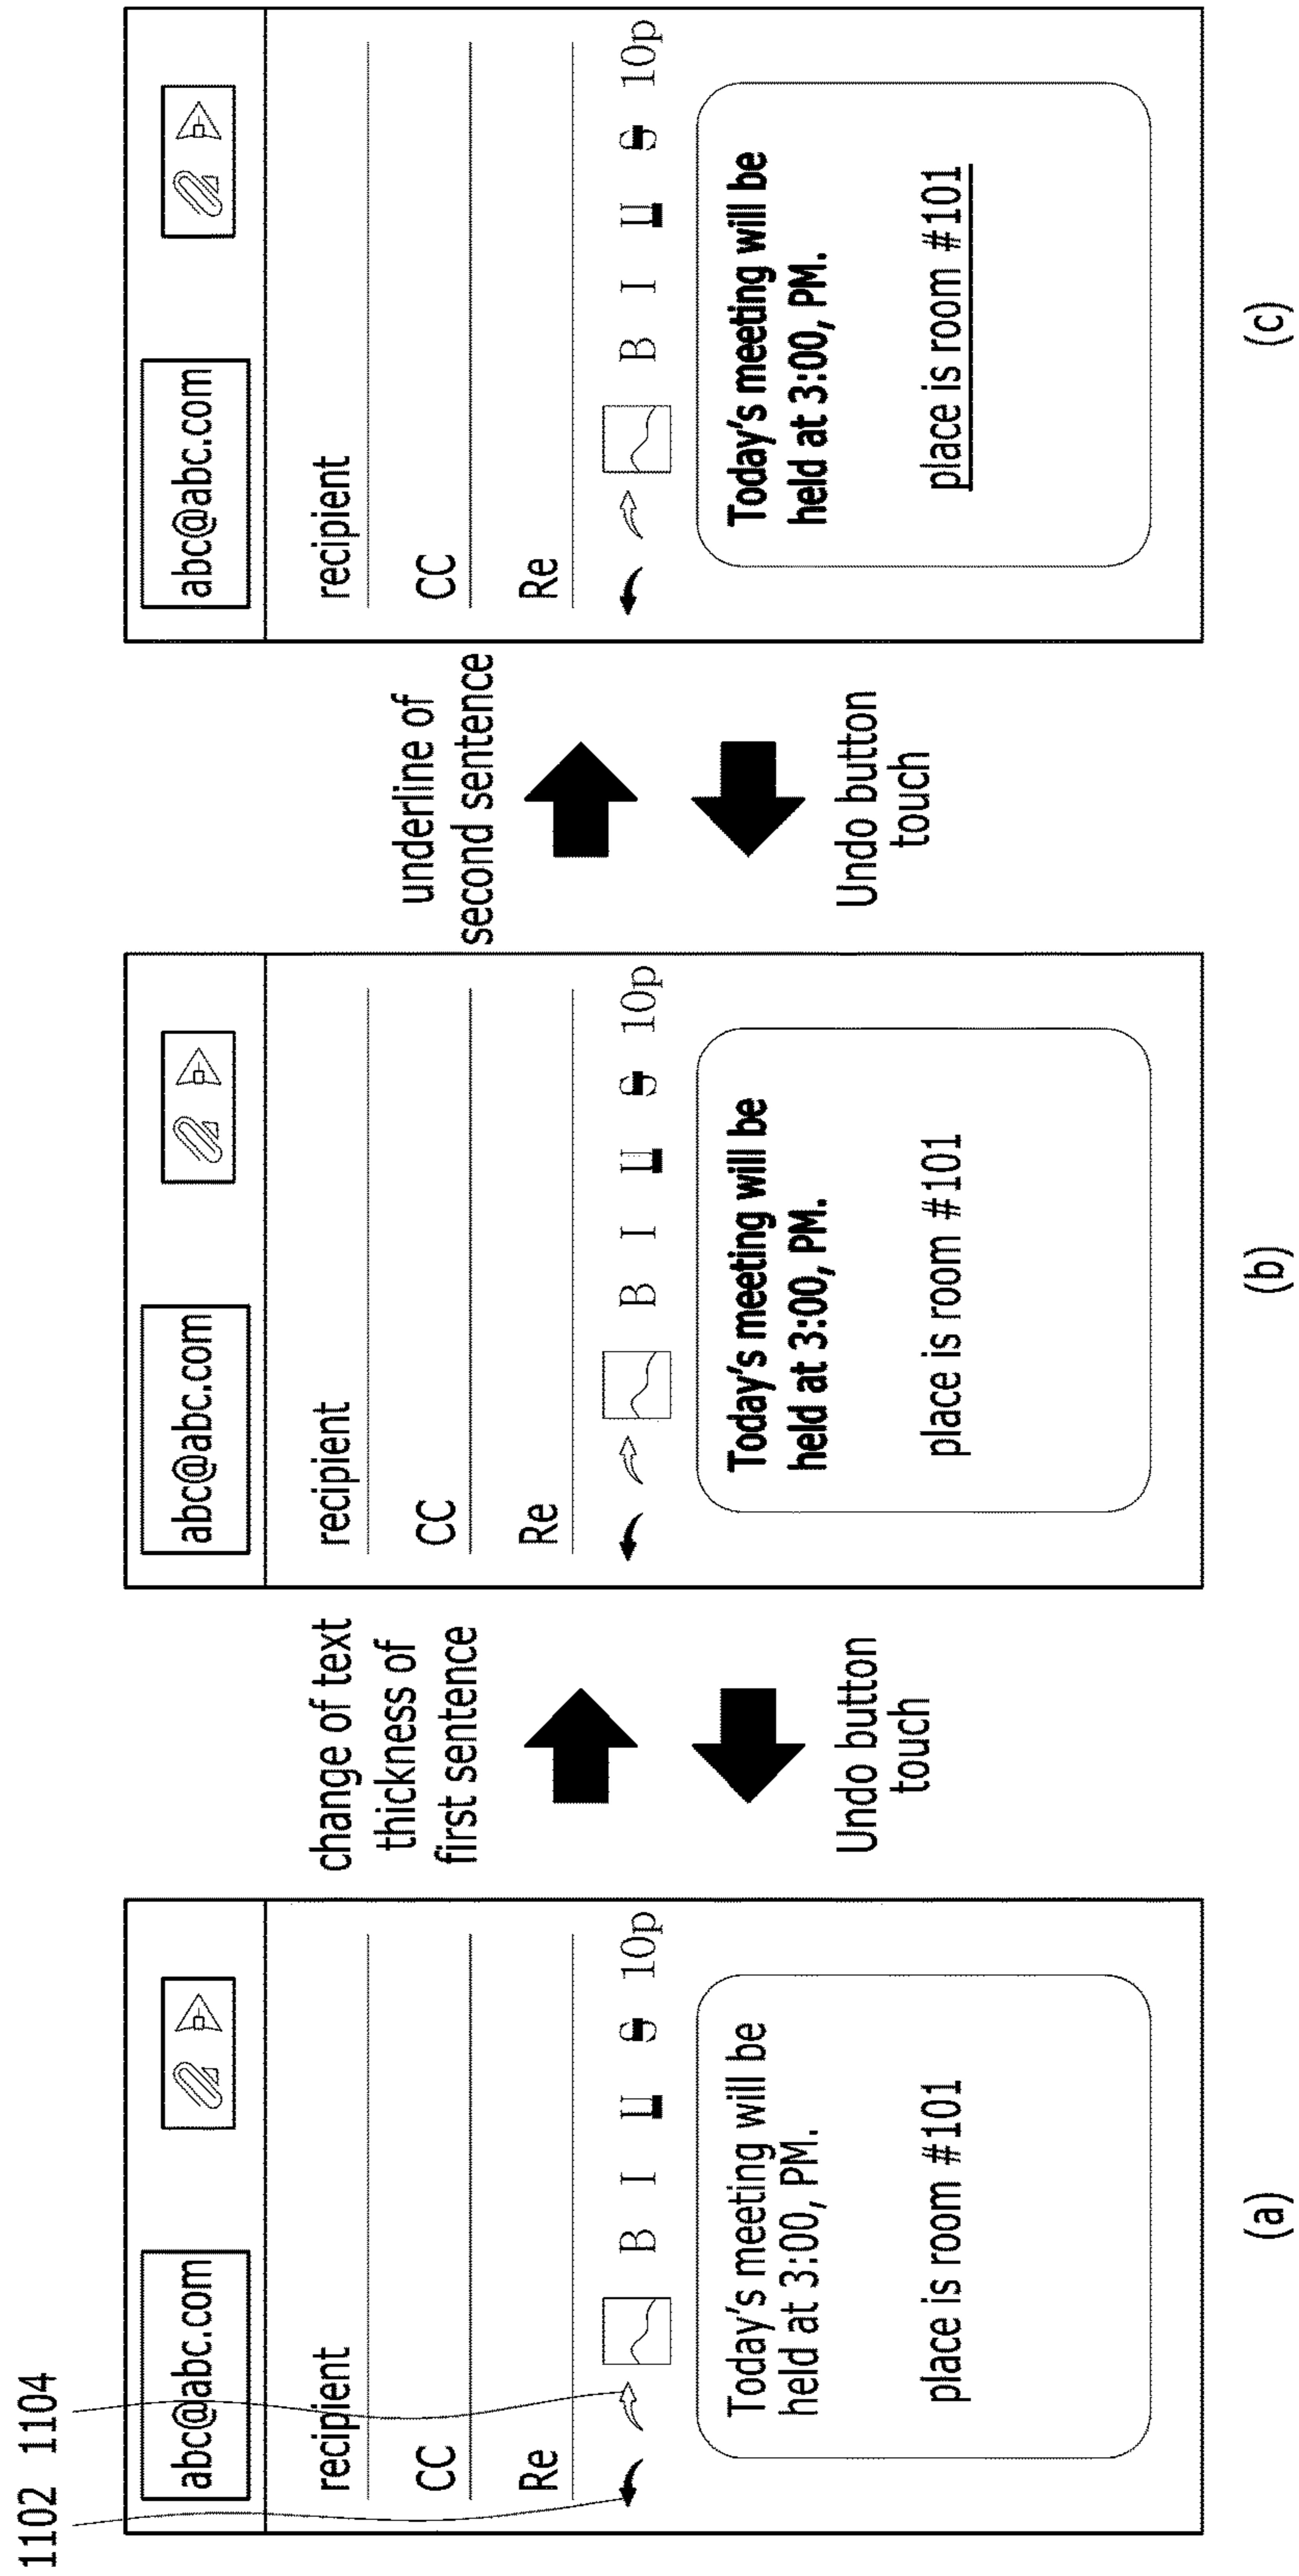 1102 1104
abc@abc.com
recipient
CC
Re
B I U S 10p
Today's meeting will be
held at 3:00, PM.
place is room #101
(a)
change of text
thickness of
first sentence
Undo button
touch
abc@abc.com
recipient
CC
Re
B I U S 10p
Today's meeting will be
held at 3:00, PM.
place is room #101
(b)
underline of
second sentence
Undo button
touch
abc@abc.com
recipient
CC
Re
B I U S 10p
Today's meeting will be
held at 3:00, PM.
place is room #101
(c)